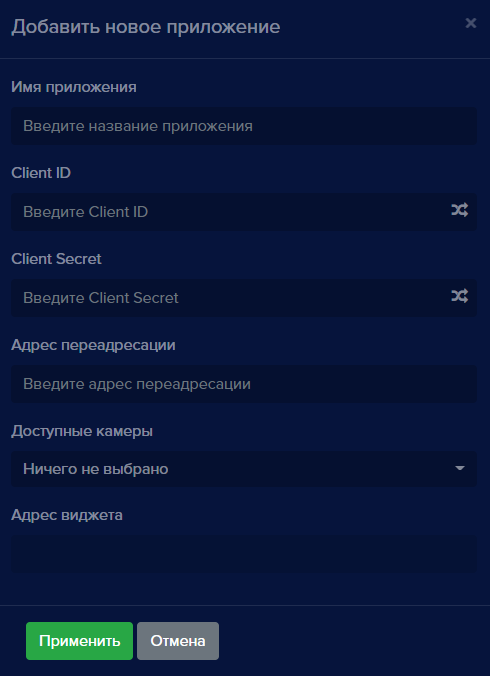 Добавить новое приложение
×
Имя приложения
Введите название приложения
Client ID
Введите Client ID
Client Secret
Введите Client Secret
Адрес переадресации
Введите адрес переадресации
Доступные камеры
Ничего не выбрано
Адрес виджета
Применить Отмена